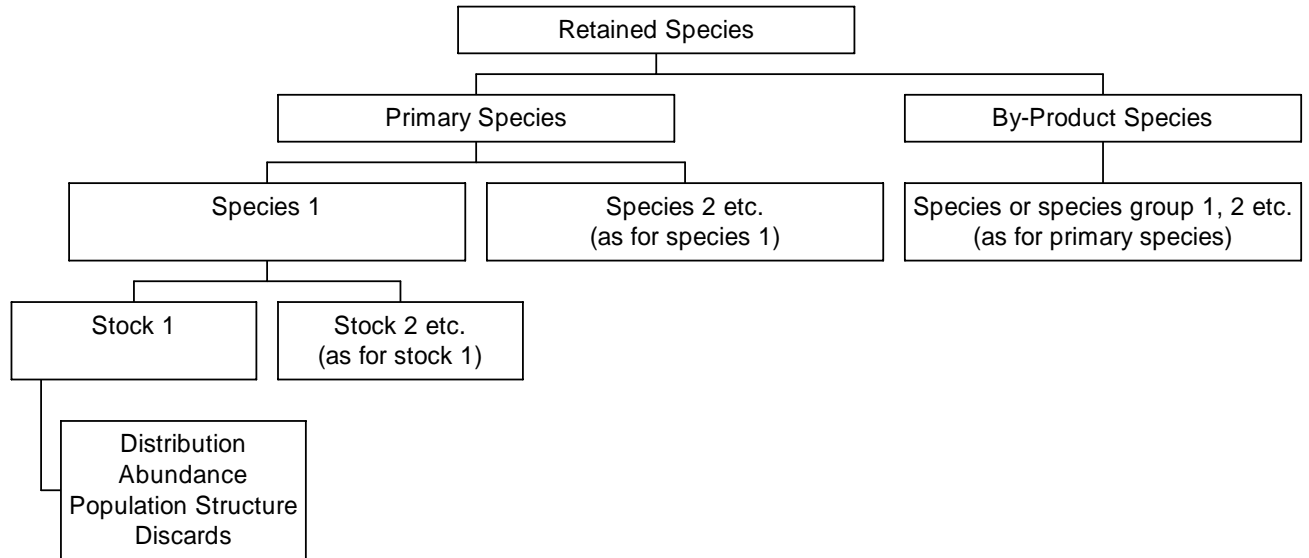 Retained Species
Primary Species
By-Product Species
Species 1
Species 2 etc.
(as for species 1)
Species or species group 1, 2 etc.
(as for primary species)
Stock 1
Stock 2 etc.
(as for stock 1)
Distribution
Abundance
Population Structure
Discards